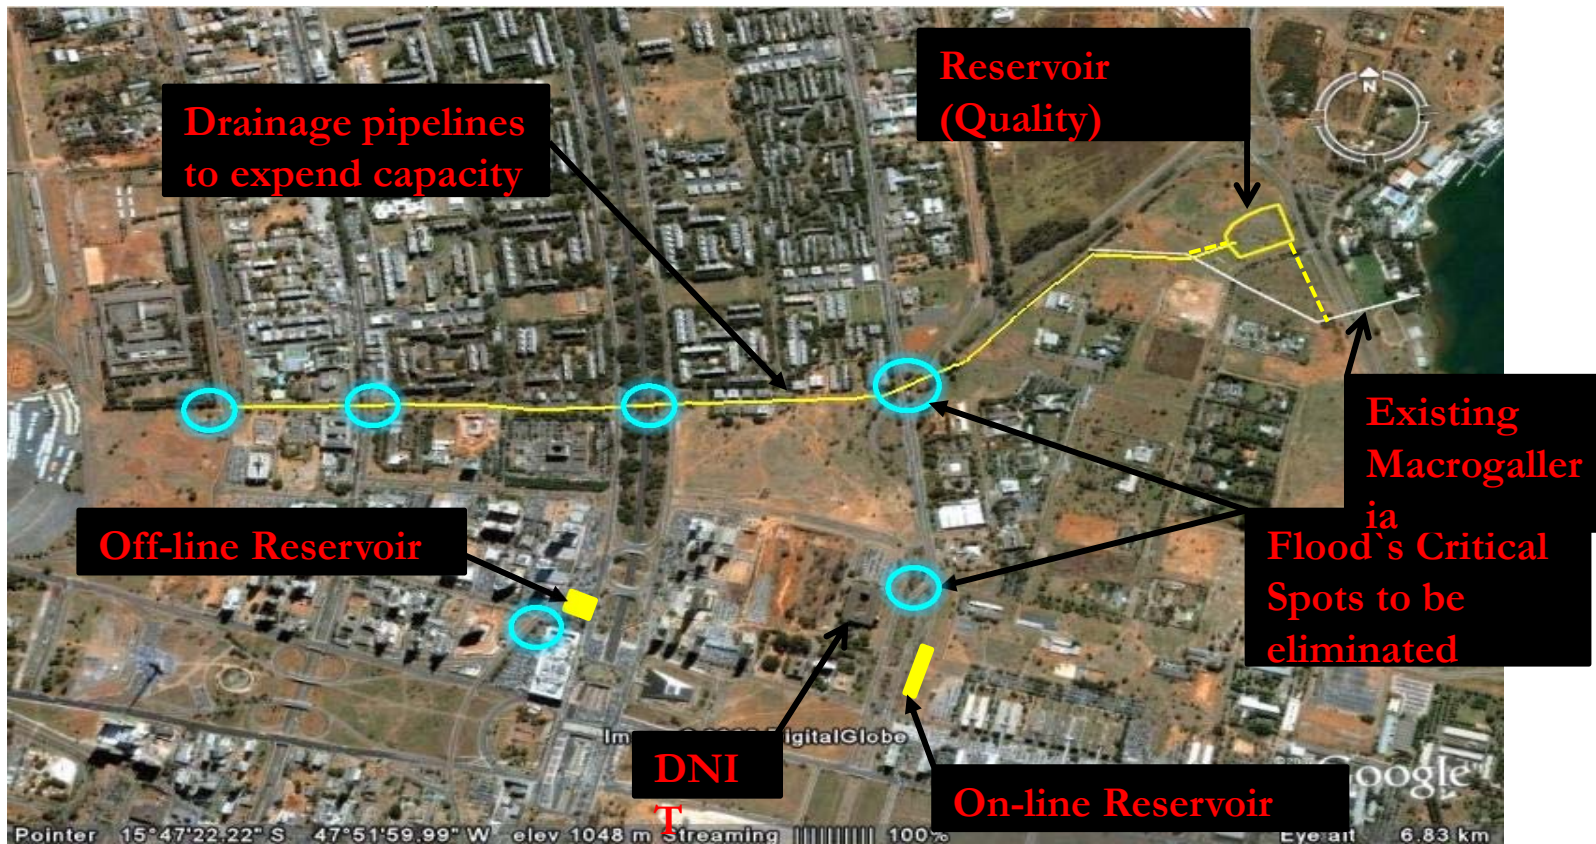 Reservoir
(Quality)
N
Drainage pipelines
to expend capacity
Existing
Macrogaller
ia
Off-line Reservoir
Flood`s Critical
Spots to be
eliminated
DigitalGlobe
DNI
T
On-line Reservoir
Google
Pointer 15°47'22.22" S 47°51'59.99" W elev 1048 m Streaming |||||||||| 100% Eye alt 6.83 km